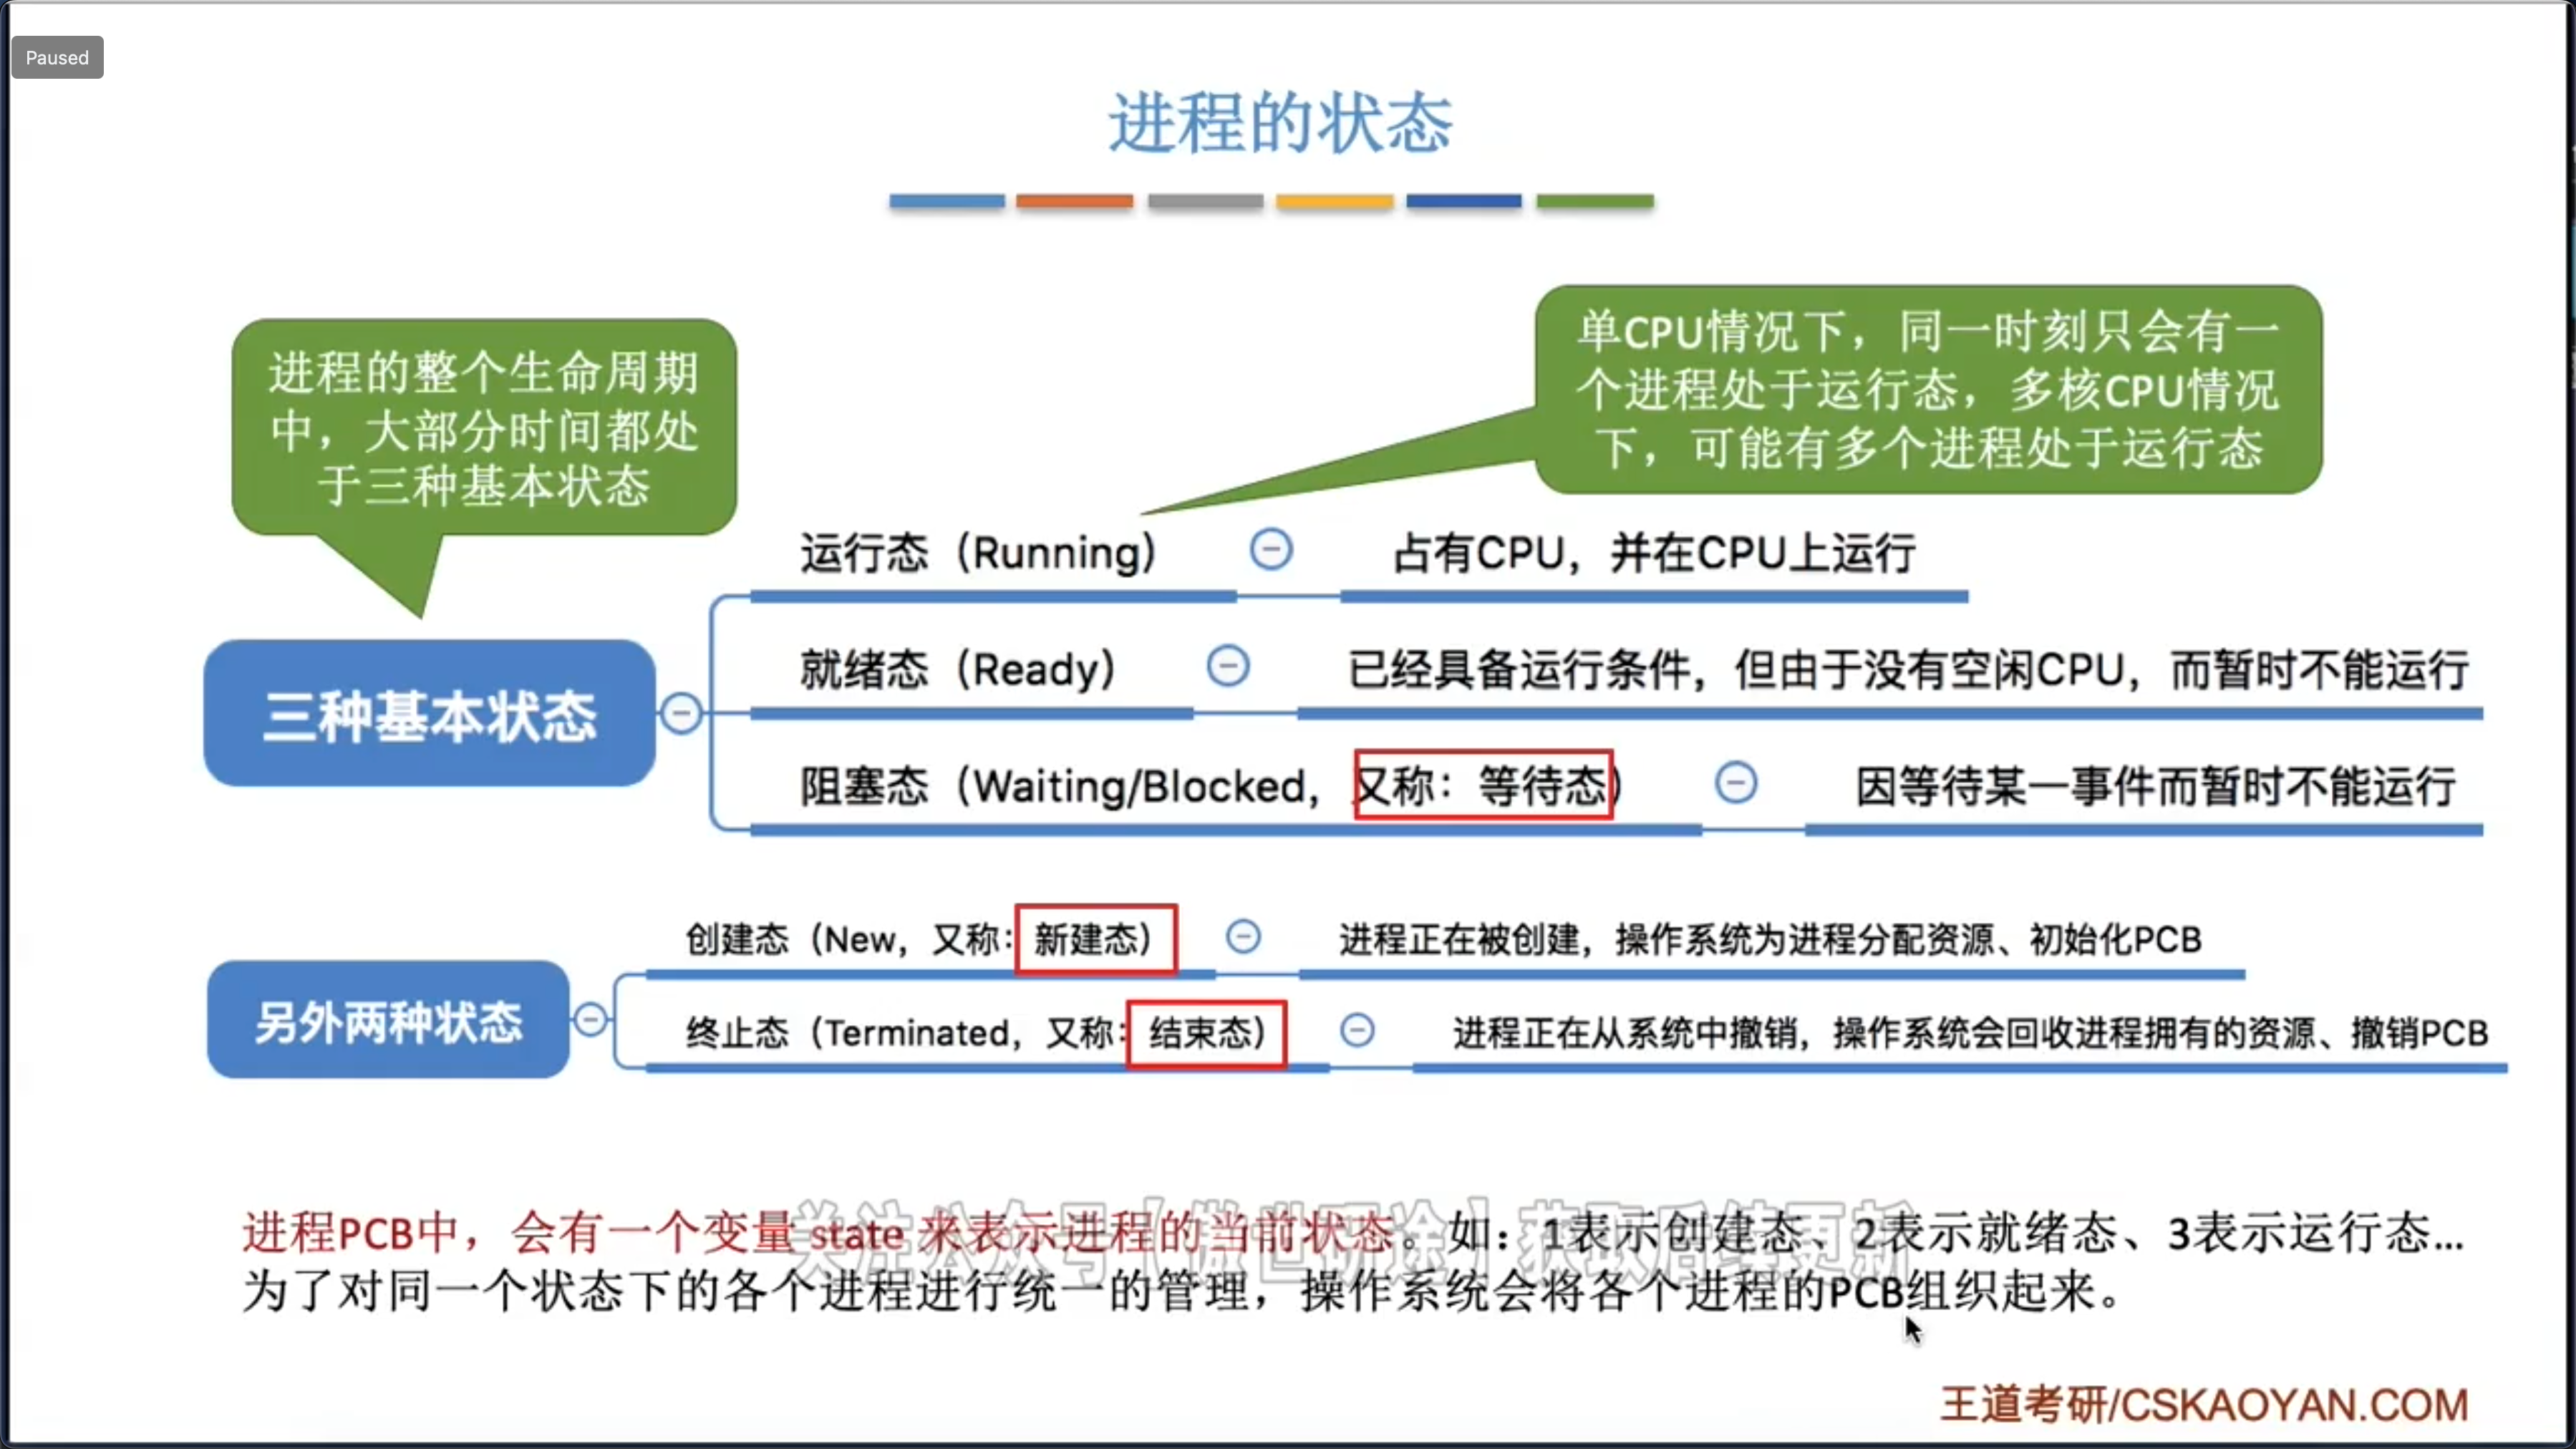 Paused
进程的状态
进程的整个生命周期
中，大部分时间都处
于三种基本状态
单CPU情况下，同一时刻只会有一
个进程处于运行态，多核CPU情况
下，可能有多个进程处于运行态
三种基本状态
运行态（Running） 占有CPU，并在CPU上运行
就绪态（Ready） 已经具备运行条件，但由于没有空闲CPU，而暂时不能运行
阻塞态（Waiting/Blocked，又称：等待态） 因等待某一事件而暂时不能运行
另外两种状态
创建态（New，又称：新建态） 进程正在被创建，操作系统为进程分配资源、初始化PCB
终止态（Terminated，又称：结束态） 进程正在从系统中撤销，操作系统会回收进程拥有的资源、撤销PCB
进程PCB中，会有一个变量 state 来表示进程的当前状态。如：1表示创建态、2表示就绪态、3表示运行态...
为了对同一个状态下的各个进程进行统一的管理，操作系统会将各个进程的PCB组织起来。
关注公众号【傲世研途】获取后续更新
王道考研/CSKAOYAN.COM